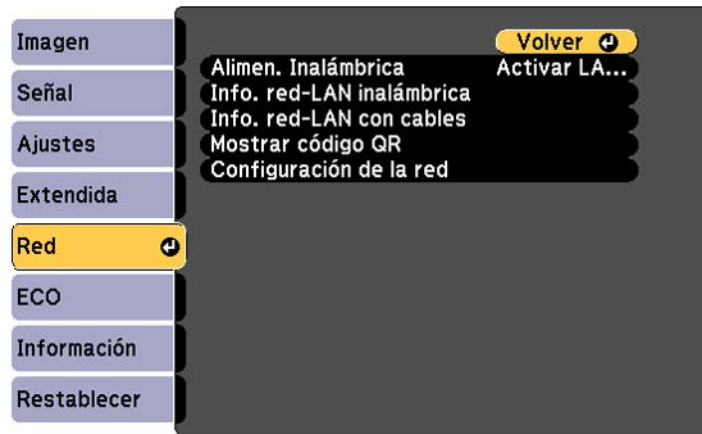 Imagen
Señal
Ajustes
Extendida
Red
ECO
Información
Restablecer
Volver
Alimen. Inalámbrica Activar LA...
Info. red-LAN inalámbrica
Info. red-LAN con cables
Mostrar código QR
Configuración de la red